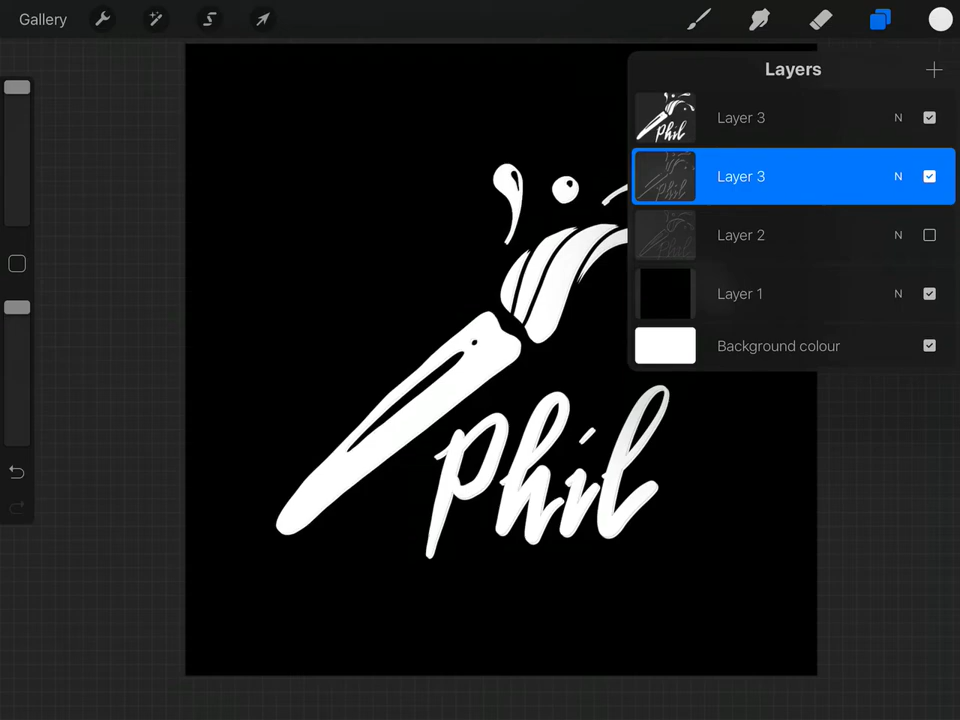 Gallery
Layers
Layer 3 N
Layer 3 N
Layer 2 N
Layer 1 N
Background colour
Phil